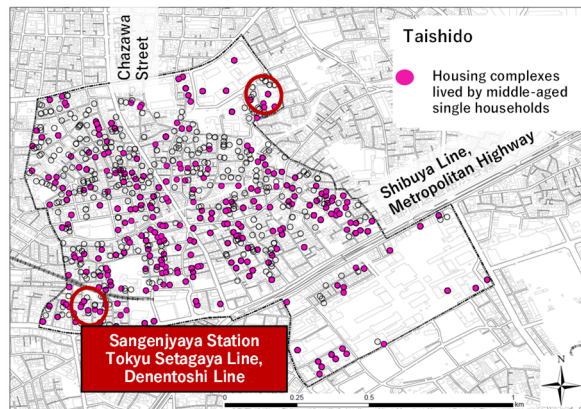 Chazawa
Street
Taishido
Housing complexes
lived by middle-aged
single households
Shibuya Line,
Metropolitan Highway
Sangenjyaya Station
Tokyu Setagaya Line,
Denentoshi Line
N
0 0.25 0.5 1
km